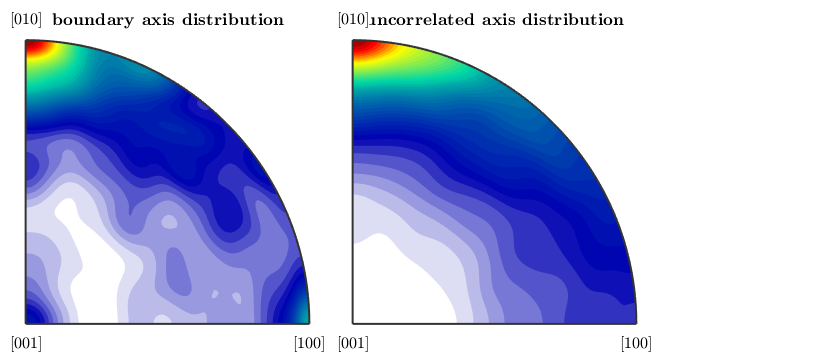 [010] boundary axis distribution
[010] uncorrelated axis distribution
[001] [100] [001] [100]